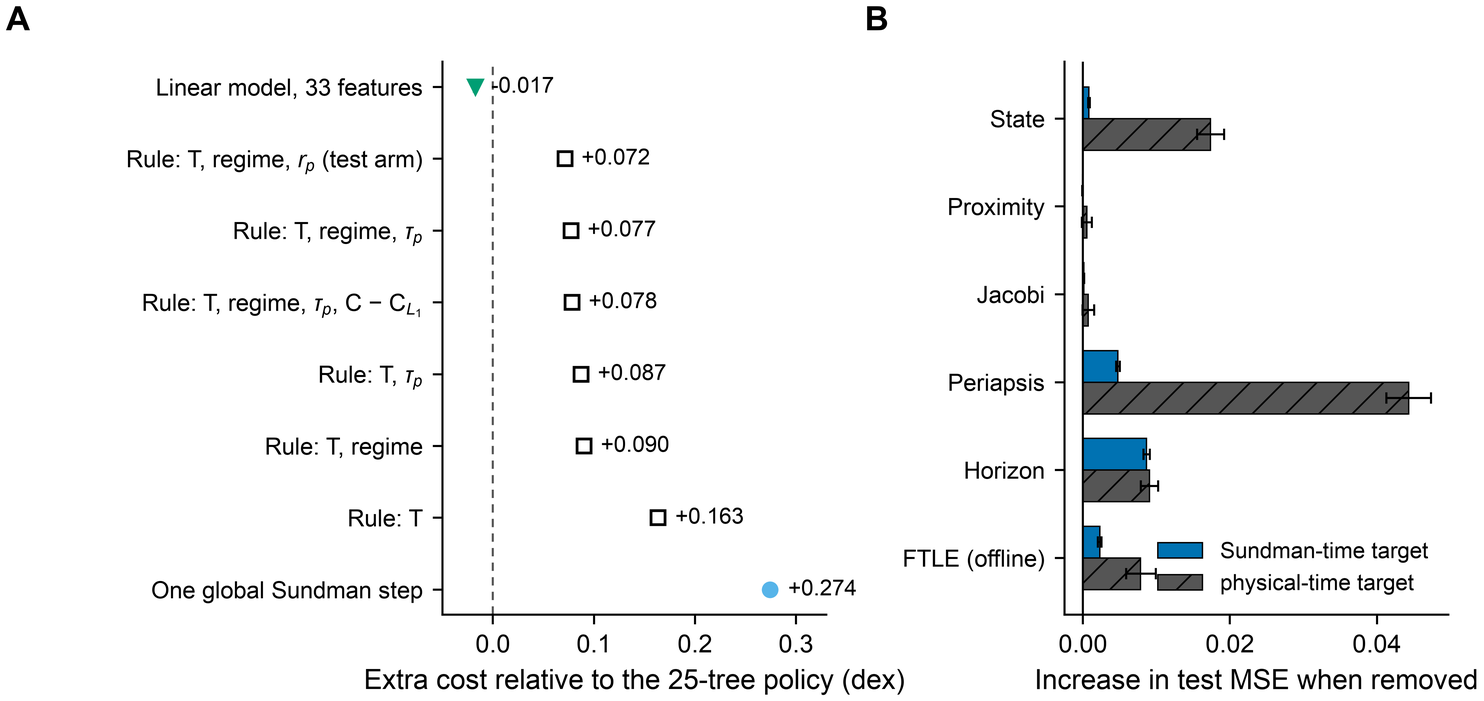 A
Linear model, 33 features
-0.017
Rule: T, regime, r_p (test arm)
+0.072
Rule: T, regime, τ_p
+0.077
Rule: T, regime, τ_p, C − C_L₁
+0.078
Rule: T, τ_p
+0.087
Rule: T, regime
+0.090
Rule: T
+0.163
One global Sundman step
+0.274
0.0 0.1 0.2 0.3
Extra cost relative to the 25-tree policy (dex)
B
State
Proximity
Jacobi
Periapsis
Horizon
FTLE (offline)
Sundman-time target
physical-time target
0.00 0.02 0.04
Increase in test MSE when removed